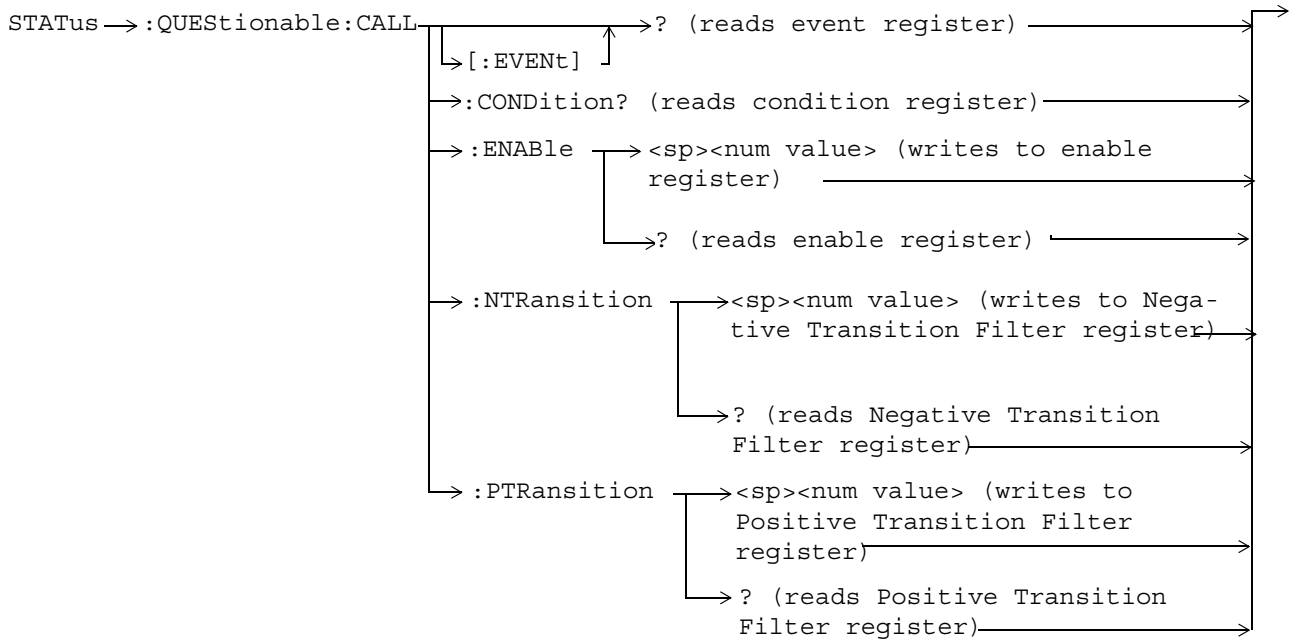 STATus :QUEStionable:CALL ? (reads event register)
[:EVENt]
:CONDition? (reads condition register)
:ENABle <sp><num value> (writes to enable
register)
? (reads enable register)
:NTRansition <sp><num value> (writes to Nega-
tive Transition Filter register)
? (reads Negative Transition
Filter register)
:PTRansition <sp><num value> (writes to
Positive Transition Filter
register)
? (reads Positive Transition
Filter register)